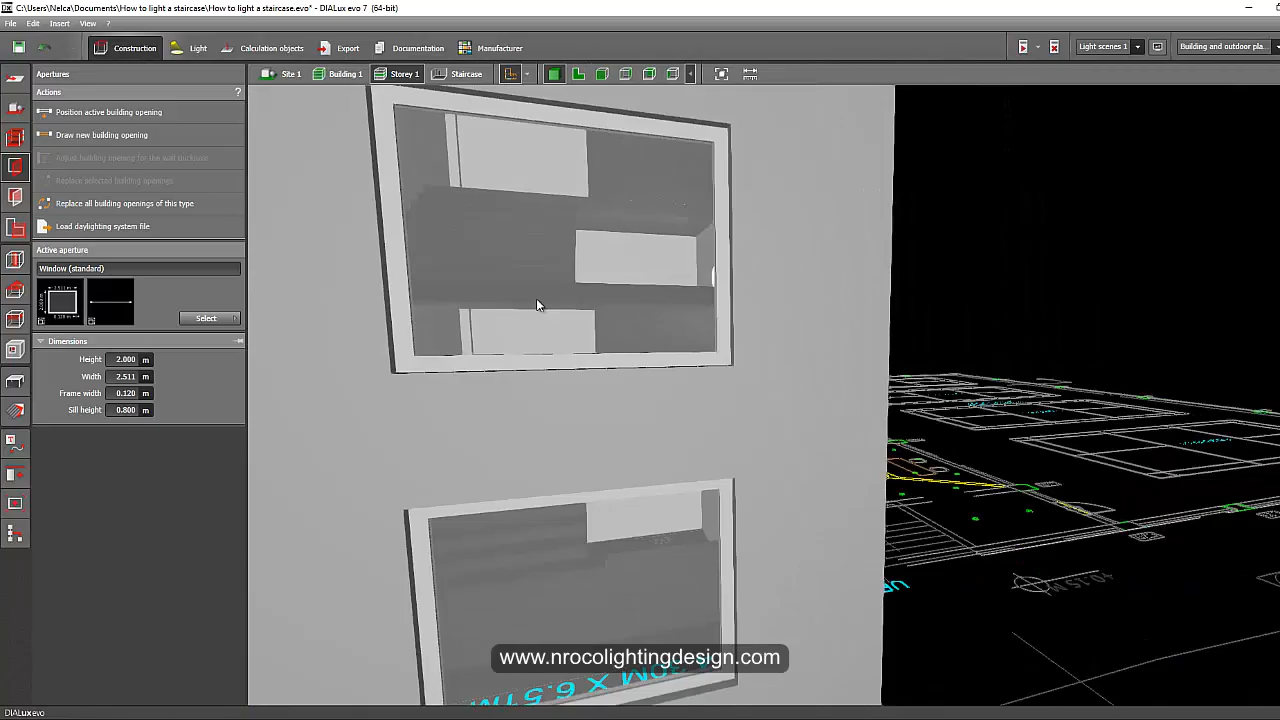 C:\Users\Nelca\Documents\How to light a staircase\How to light a staircase.evo* - DIALux evo 7 (64-bit)
File Edit Insert View ?
Construction Light Calculation objects Export Documentation Manufacturer Light scenes 1 Building and outdoor pla..
Apertures Site 1 Building 1 Storey 1 Staircase
Actions ?
Position active building opening
Draw new building opening
Adjust building opening for the wall thickness
Replace selected building openings
Replace all building openings of this type
Load daylighting system file
Active aperture
Window (standard)
Select
Dimensions
Height 2.000 m
Width 2.511 m
Frame width 0.120 m
Sill height 0.800 m
X 6.51M
UP
www.nrocolightingdesign.com
DIALux evo